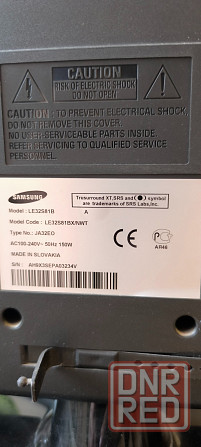 CAUTION
RISK OF ELECTRIC SHOCK
DO NOT OPEN
CAUTION - TO PREVENT ELECTRICAL SHOCK,
DO NOT REMOVE THIS COVER.
NO USER-SERVICEABLE PARTS INSIDE.
REFER SERVICING TO QUALIFIED SERVICE
PERSONNEL.
SAMSUNG
Trusurround XT, SRS and (●) symbol
are trademarks of SRS Labs, Inc.
Model : LE32S81B A
Model Code : LE32S81BX/NWT
Type No. : JA32EO
AC100-240V~ 50Hz 150W
MADE IN SLOVAKIA
S/N : AH6X3SEPA03234V
CE
AR46
DNR
RED